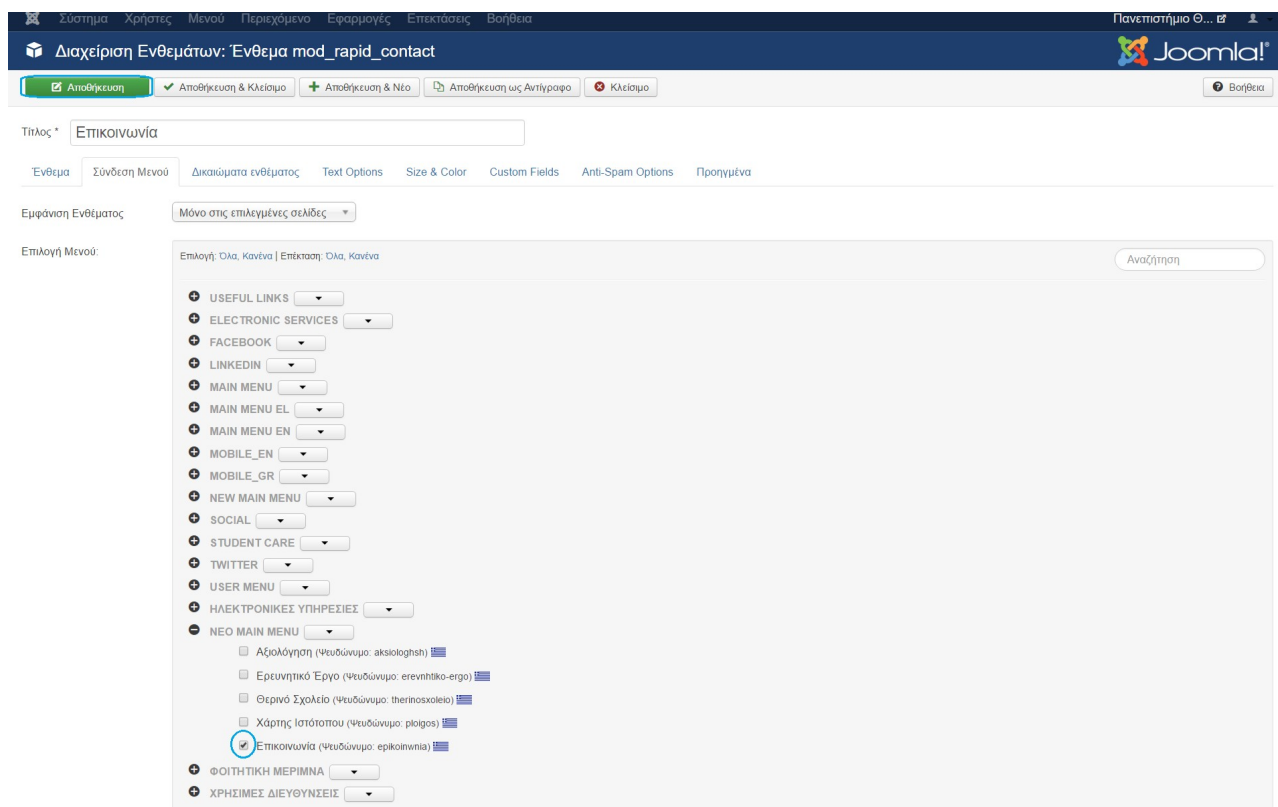 Σύστημα Χρήστες Μενού Περιεχόμενο Εφαρμογές Επεκτάσεις Βοήθεια Πανεπιστήμιο Θ...
Διαχείριση Ενθεμάτων: Ένθεμα mod_rapid_contact Joomla!®
Αποθήκευση Αποθήκευση & Κλείσιμο Αποθήκευση & Νέο Αποθήκευση ως Αντίγραφο Κλείσιμο Βοήθεια
Τίτλος * Επικοινωνία
Ένθεμα Σύνδεση Μενού Δικαιώματα ενθέματος Text Options Size & Color Custom Fields Anti-Spam Options Προηγμένα
Εμφάνιση Ενθέματος Μόνο στις επιλεγμένες σελίδες
Επιλογή Μενού: Επιλογή: Όλα, Κανένα | Επέκταση: Όλα, Κανένα Αναζήτηση
USEFUL LINKS
ELECTRONIC SERVICES
FACEBOOK
LINKEDIN
MAIN MENU
MAIN MENU EL
MAIN MENU EN
MOBILE_EN
MOBILE_GR
NEW MAIN MENU
SOCIAL
STUDENT CARE
TWITTER
USER MENU
ΗΛΕΚΤΡΟΝΙΚΕΣ ΥΠΗΡΕΣΙΕΣ
ΝΕΟ MAIN MENU
Αξιολόγηση (Ψευδώνυμο: aksiologhsh)
Ερευνητικό Έργο (Ψευδώνυμο: erevnhtiko-ergo)
Θερινό Σχολείο (Ψευδώνυμο: therinosxoleio)
Χάρτης Ιστότοπου (Ψευδώνυμο: ploigos)
Επικοινωνία (Ψευδώνυμο: epikoinwnia)
ΦΟΙΤΗΤΙΚΗ ΜΕΡΙΜΝΑ
ΧΡΗΣΙΜΕΣ ΔΙΕΥΘΥΝΣΕΙΣ